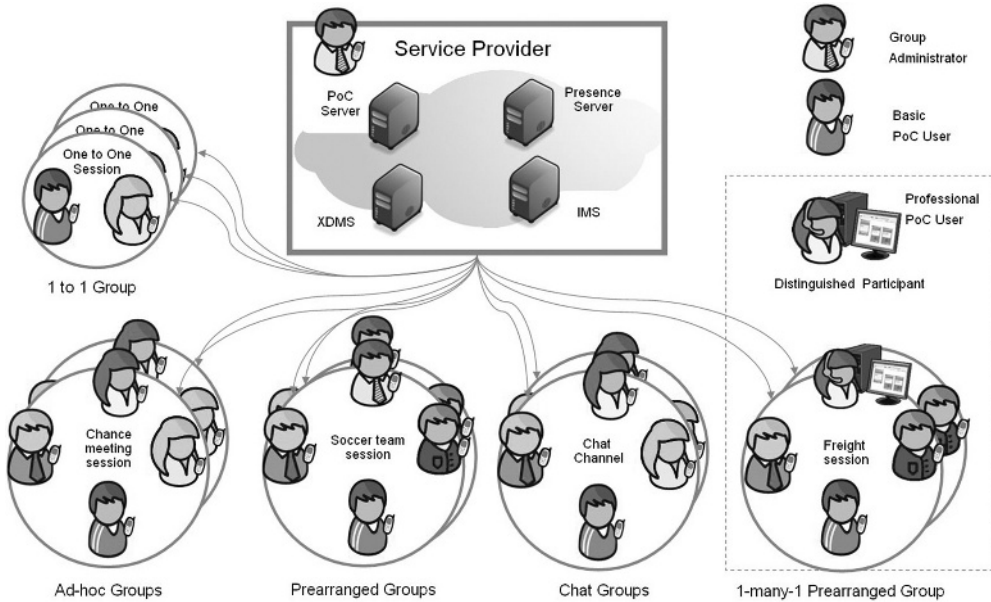 Service Provider
PoC
Server
Presence
Server
XDMS
IMS
Group
Administrator
Basic
PoC User
Professional
PoC User
Distinguished Participant
One to One
One to One
One to One
Session
1 to 1 Group
Chance
meeting
session
Soccer team
session
Chat
Channel
Freight
session
Ad-hoc Groups
Prearranged Groups
Chat Groups
1-many-1 Prearranged Group